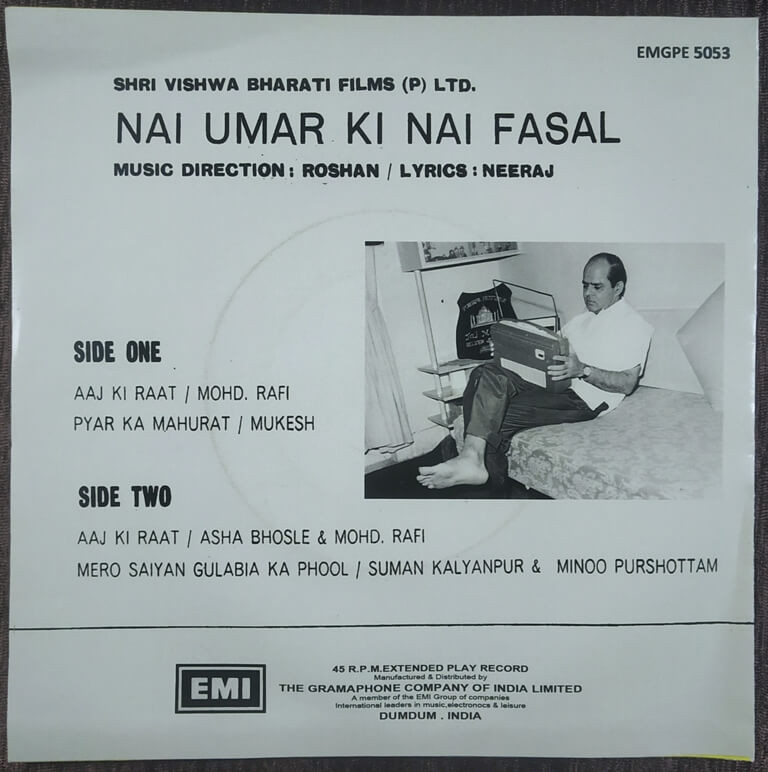 EMGPE 5053
SHRI VISHWA BHARATI FILMS (P) LTD.
NAI UMAR KI NAI FASAL
MUSIC DIRECTION : ROSHAN / LYRICS : NEERAJ
SIDE ONE
AAJ KI RAAT / MOHD. RAFI
PYAR KA MAHURAT / MUKESH
SIDE TWO
AAJ KI RAAT / ASHA BHOSLE & MOHD. RAFI
MERO SAIYAN GULABIA KA PHOOL / SUMAN KALYANPUR & MINOO PURSHOTTAM
EMI
45 R.P.M.EXTENDED PLAY RECORD
Manufactured & Distributed by
THE GRAMAPHONE COMPANY OF INDIA LIMITED
A member of the EMI Group of companies
International leaders in music,electronocs & leisure
DUMDUM . INDIA